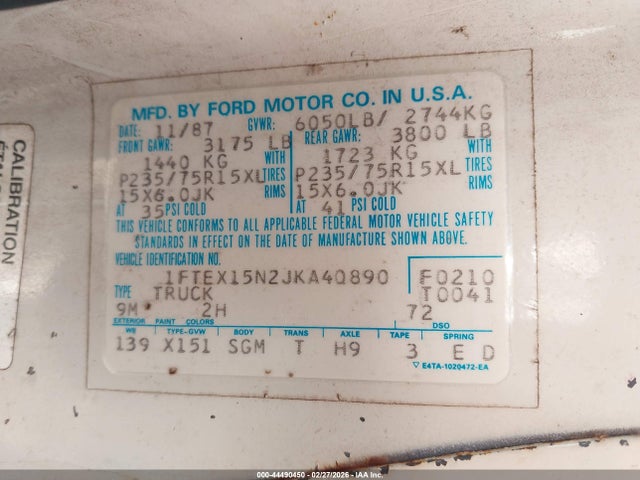 MFD. BY FORD MOTOR CO. IN U.S.A.
DATE: 11/87 GVWR: 6050LB/ 2744KG
FRONT GAWR: 3175 LB REAR GAWR: 3800 LB
1440 KG WITH 1723 KG WITH
P235/75R15XL TIRES P235/75R15XL TIRES
15X6.0JK RIMS 15X6.0JK RIMS
AT 35 PSI COLD AT 41 PSI COLD
THIS VEHICLE CONFORMS TO ALL APPLICABLE FEDERAL MOTOR VEHICLE SAFETY
STANDARDS IN EFFECT ON THE DATE OF MANUFACTURE SHOWN ABOVE.
VEHICLE IDENTIFICATION NO.
1FTEX15N2JKA40890 F0210
TYPE TRUCK T0041
9M* 2H 72
EXTERIOR PAINT COLORS DSO
WB TYPE-GVW BODY TRANS AXLE TAPE SPRING
139 X151 SGM T H9 3 E D
▽ E4TA-1020472-EA
CALIBRATION
000-44490450 - 02/27/2026 - IAA Inc.